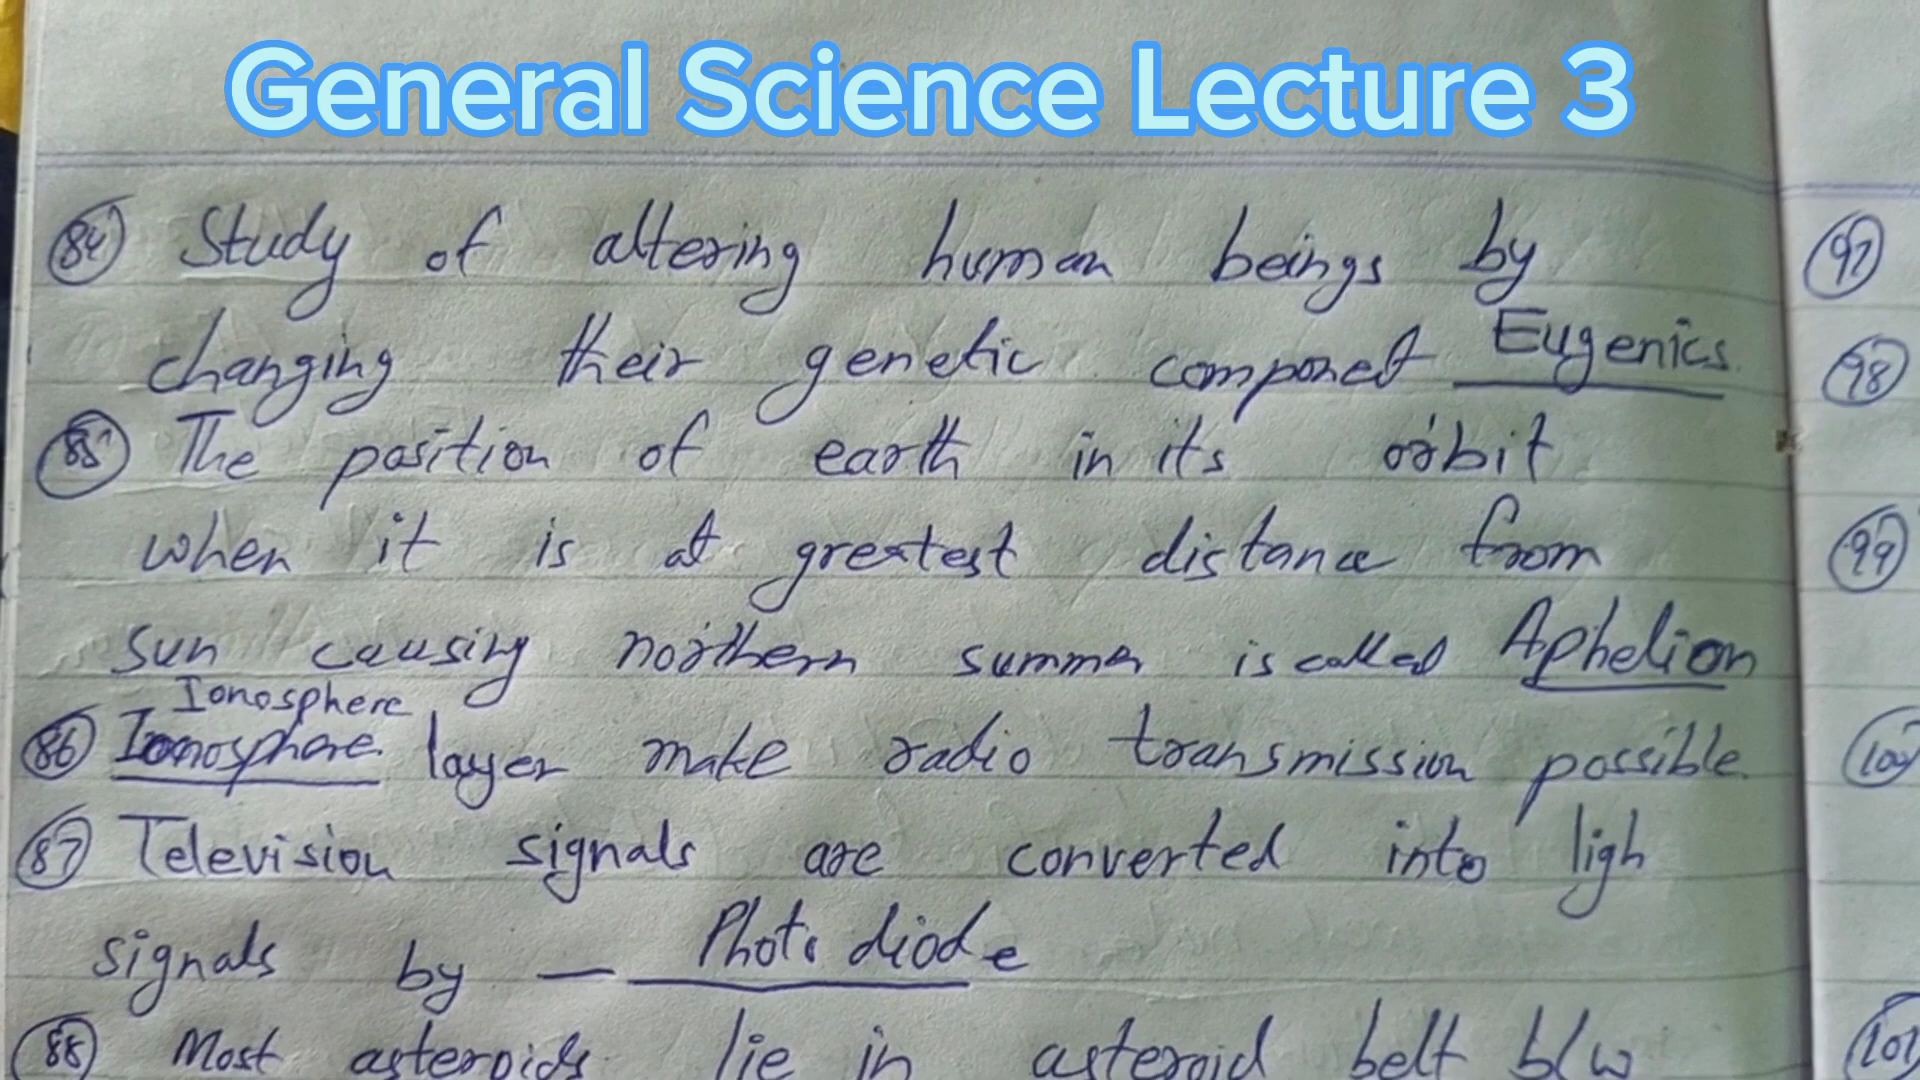 General Science Lecture 3
84 Study of altering human beings by
changing their genetic componet Eugenics.
85 The position of earth in its orbit
when it is at greatest distance from
sun causing northern summer is called Aphelion
Ionosphere
86 Ionosphere layer make radio transmission possible.
87 Television signals are converted into ligh
signals by — Photo diode
88 Most asteroids lie in asteroid belt b/w
97
98
99
100
101